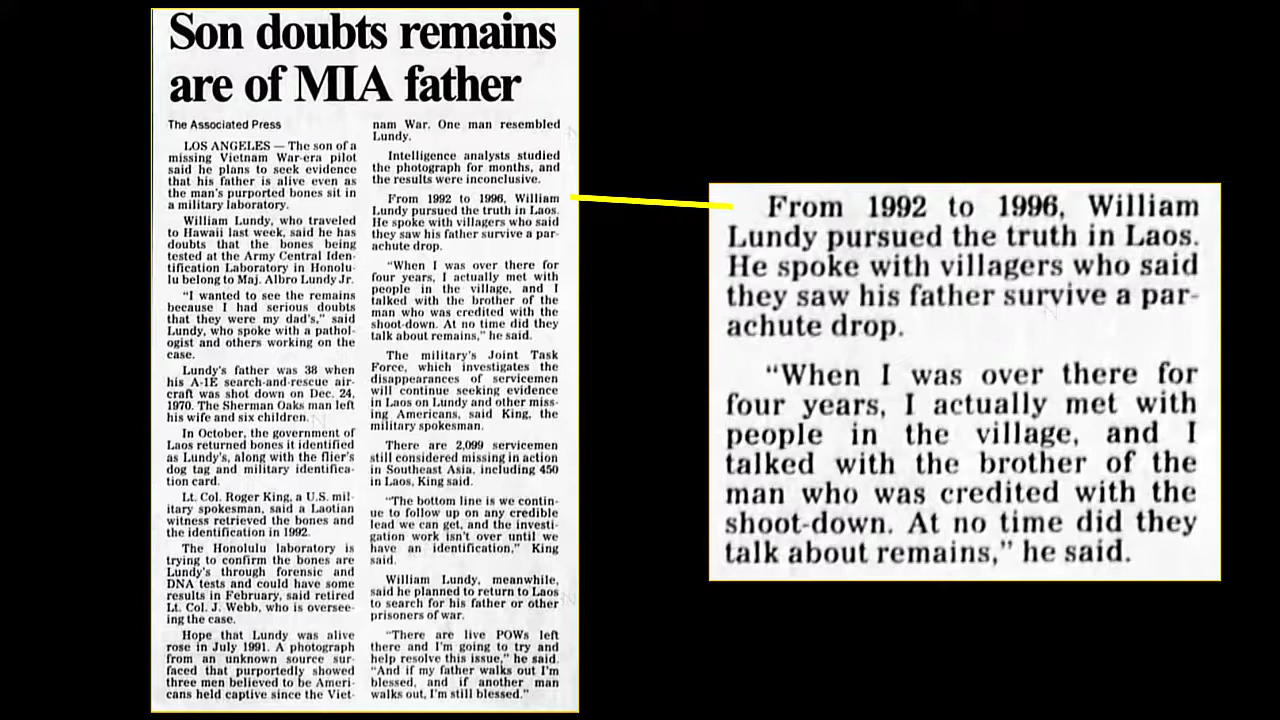 Son doubts remains
are of MIA father
The Associated Press
LOS ANGELES — The son of a
missing Vietnam War-era pilot
said he plans to seek evidence
that his father is alive even as
the man's purported bones sit in
a military laboratory.
William Lundy, who traveled
to Hawaii last week, said he has
doubts that the bones being
tested at the Army Central Iden-
tification Laboratory in Honolu-
lu belong to Maj. Albro Lundy Jr.
"I wanted to see the remains
because I had serious doubts
that they were my dad's," said
Lundy, who spoke with a pathol-
ogist and others working on the
case.
Lundy's father was 38 when
his A-1E search-and-rescue air-
craft was shot down on Dec. 24,
1970. The Sherman Oaks man left
his wife and six children.
In October, the government of
Laos returned bones it identified
as Lundy's, along with the flier's
dog tag and military identifica-
tion card.
Lt. Col. Roger King, a U.S. mil-
itary spokesman, said a Laotian
witness retrieved the bones and
the identification in 1992.
The Honolulu laboratory is
trying to confirm the bones are
Lundy's through forensic and
DNA tests and could have some
results in February, said retired
Lt. Col. J. Webb, who is oversee-
ing the case.
Hope that Lundy was alive
rose in July 1991. A photograph
from an unknown source sur-
faced that purportedly showed
three men believed to be Ameri-
cans held captive since the Viet-
nam War. One man resembled
Lundy.
Intelligence analysts studied
the photograph for months, and
the results were inconclusive.
From 1992 to 1996, William
Lundy pursued the truth in Laos.
He spoke with villagers who said
they saw his father survive a par-
achute drop.
"When I was over there for
four years, I actually met with
people in the village, and I
talked with the brother of the
man who was credited with the
shoot-down. At no time did they
talk about remains," he said.
The military's Joint Task
Force, which investigates the
disappearances of servicemen
will continue seeking evidence
in Laos on Lundy and other miss-
ing Americans, said King, the
military spokesman.
There are 2,099 servicemen
still considered missing in action
in Southeast Asia, including 450
in Laos, King said.
"The bottom line is we contin-
ue to follow up on any credible
lead we can get, and the investi-
gation work isn't over until we
have an identification," King
said.
William Lundy, meanwhile,
said he planned to return to Laos
to search for his father or other
prisoners of war.
"There are live POWs left
there and I'm going to try and
help resolve this issue," he said.
"And if my father walks out I'm
blessed, and if another man
walks out, I'm still blessed."
From 1992 to 1996, William
Lundy pursued the truth in Laos.
He spoke with villagers who said
they saw his father survive a par-
achute drop.
"When I was over there for
four years, I actually met with
people in the village, and I
talked with the brother of the
man who was credited with the
shoot-down. At no time did they
talk about remains," he said.